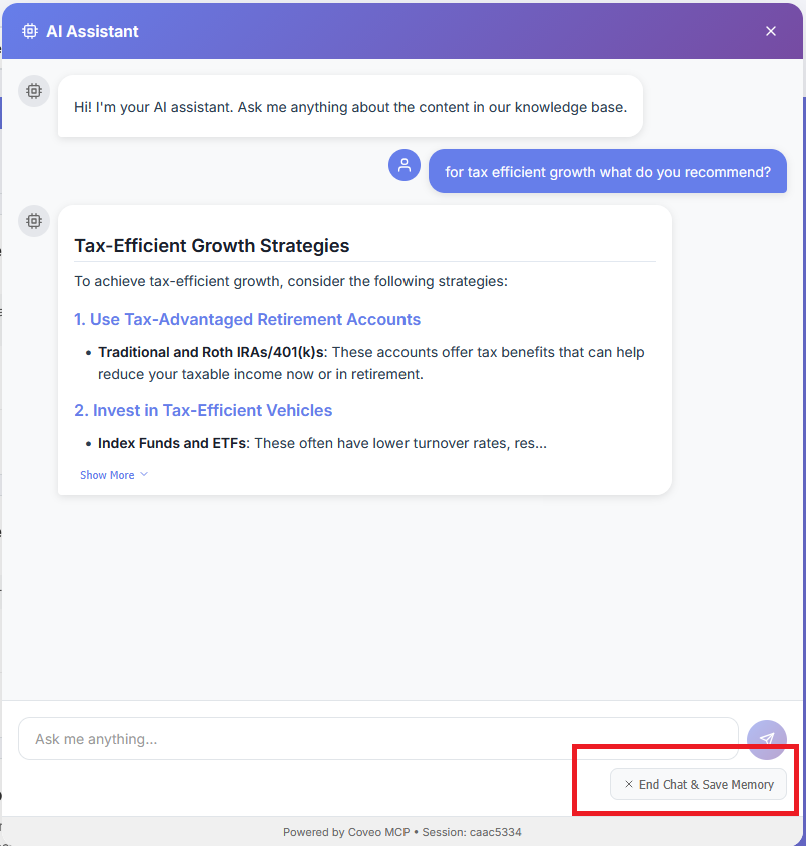 AI Assistant
Hi! I'm your AI assistant. Ask me anything about the content in our knowledge base.
for tax efficient growth what do you recommend?
Tax-Efficient Growth Strategies
To achieve tax-efficient growth, consider the following strategies:
1. Use Tax-Advantaged Retirement Accounts
• Traditional and Roth IRAs/401(k)s: These accounts offer tax benefits that can help
reduce your taxable income now or in retirement.
2. Invest in Tax-Efficient Vehicles
• Index Funds and ETFs: These often have lower turnover rates, res...
Show More
Ask me anything...
× End Chat & Save Memory
Powered by Coveo MCP • Session: caac5334